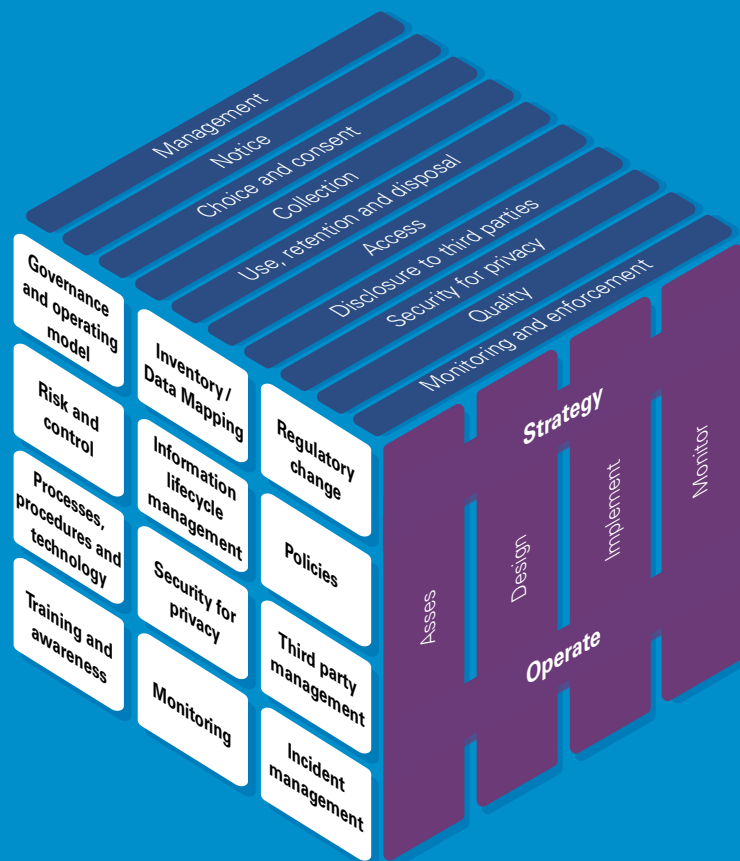 Management
Notice
Choice and consent
Collection
Use, retention and disposal
Access
Disclosure to third parties
Security for privacy
Quality
Monitoring and enforcement
Governance
and operating
model
Inventory/
Data Mapping
Regulatory
change
Risk and
control
Information
lifecycle
management
Policies
Processes,
procedures and
technology
Security for
privacy
Third party
management
Training and
awareness
Monitoring
Incident
management
Strategy
Asses
Design
Implement
Monitor
Operate